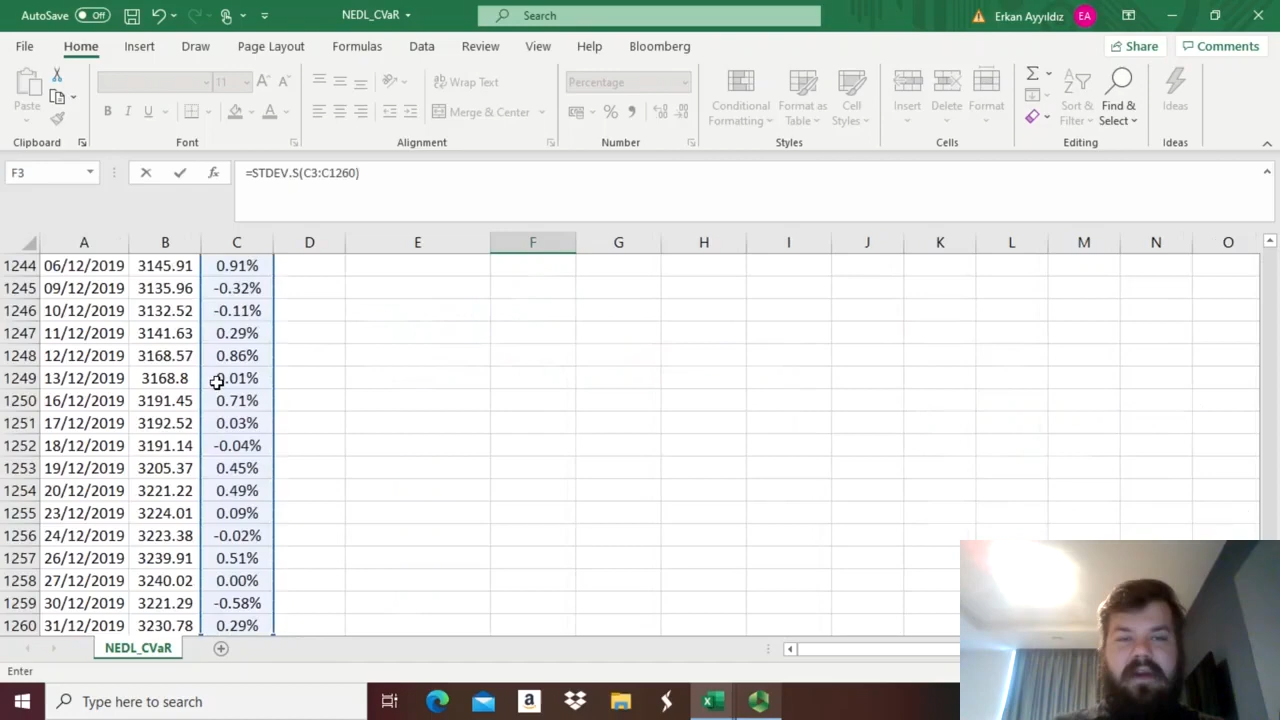 AutoSave Off NEDL_CVaR Search Erkan Ayyıldız EA
File Home Insert Draw Page Layout Formulas Data Review View Help Bloomberg Share Comments
Paste 11 A A B I U A Wrap Text Merge & Center Percentage % Conditional Formatting Format as Table Cell Styles Insert Delete Format Sort & Filter Find & Select Ideas
Clipboard Font Alignment Number Styles Cells Editing Ideas
F3 fx =STDEV.S(C3:C1260)
A B C D E F G H I J K L M N O
1244 06/12/2019 3145.91 0.91%
1245 09/12/2019 3135.96 -0.32%
1246 10/12/2019 3132.52 -0.11%
1247 11/12/2019 3141.63 0.29%
1248 12/12/2019 3168.57 0.86%
1249 13/12/2019 3168.8 0.01%
1250 16/12/2019 3191.45 0.71%
1251 17/12/2019 3192.52 0.03%
1252 18/12/2019 3191.14 -0.04%
1253 19/12/2019 3205.37 0.45%
1254 20/12/2019 3221.22 0.49%
1255 23/12/2019 3224.01 0.09%
1256 24/12/2019 3223.38 -0.02%
1257 26/12/2019 3239.91 0.51%
1258 27/12/2019 3240.02 0.00%
1259 30/12/2019 3221.29 -0.58%
1260 31/12/2019 3230.78 0.29%
NEDL_CVaR
Enter
Type here to search